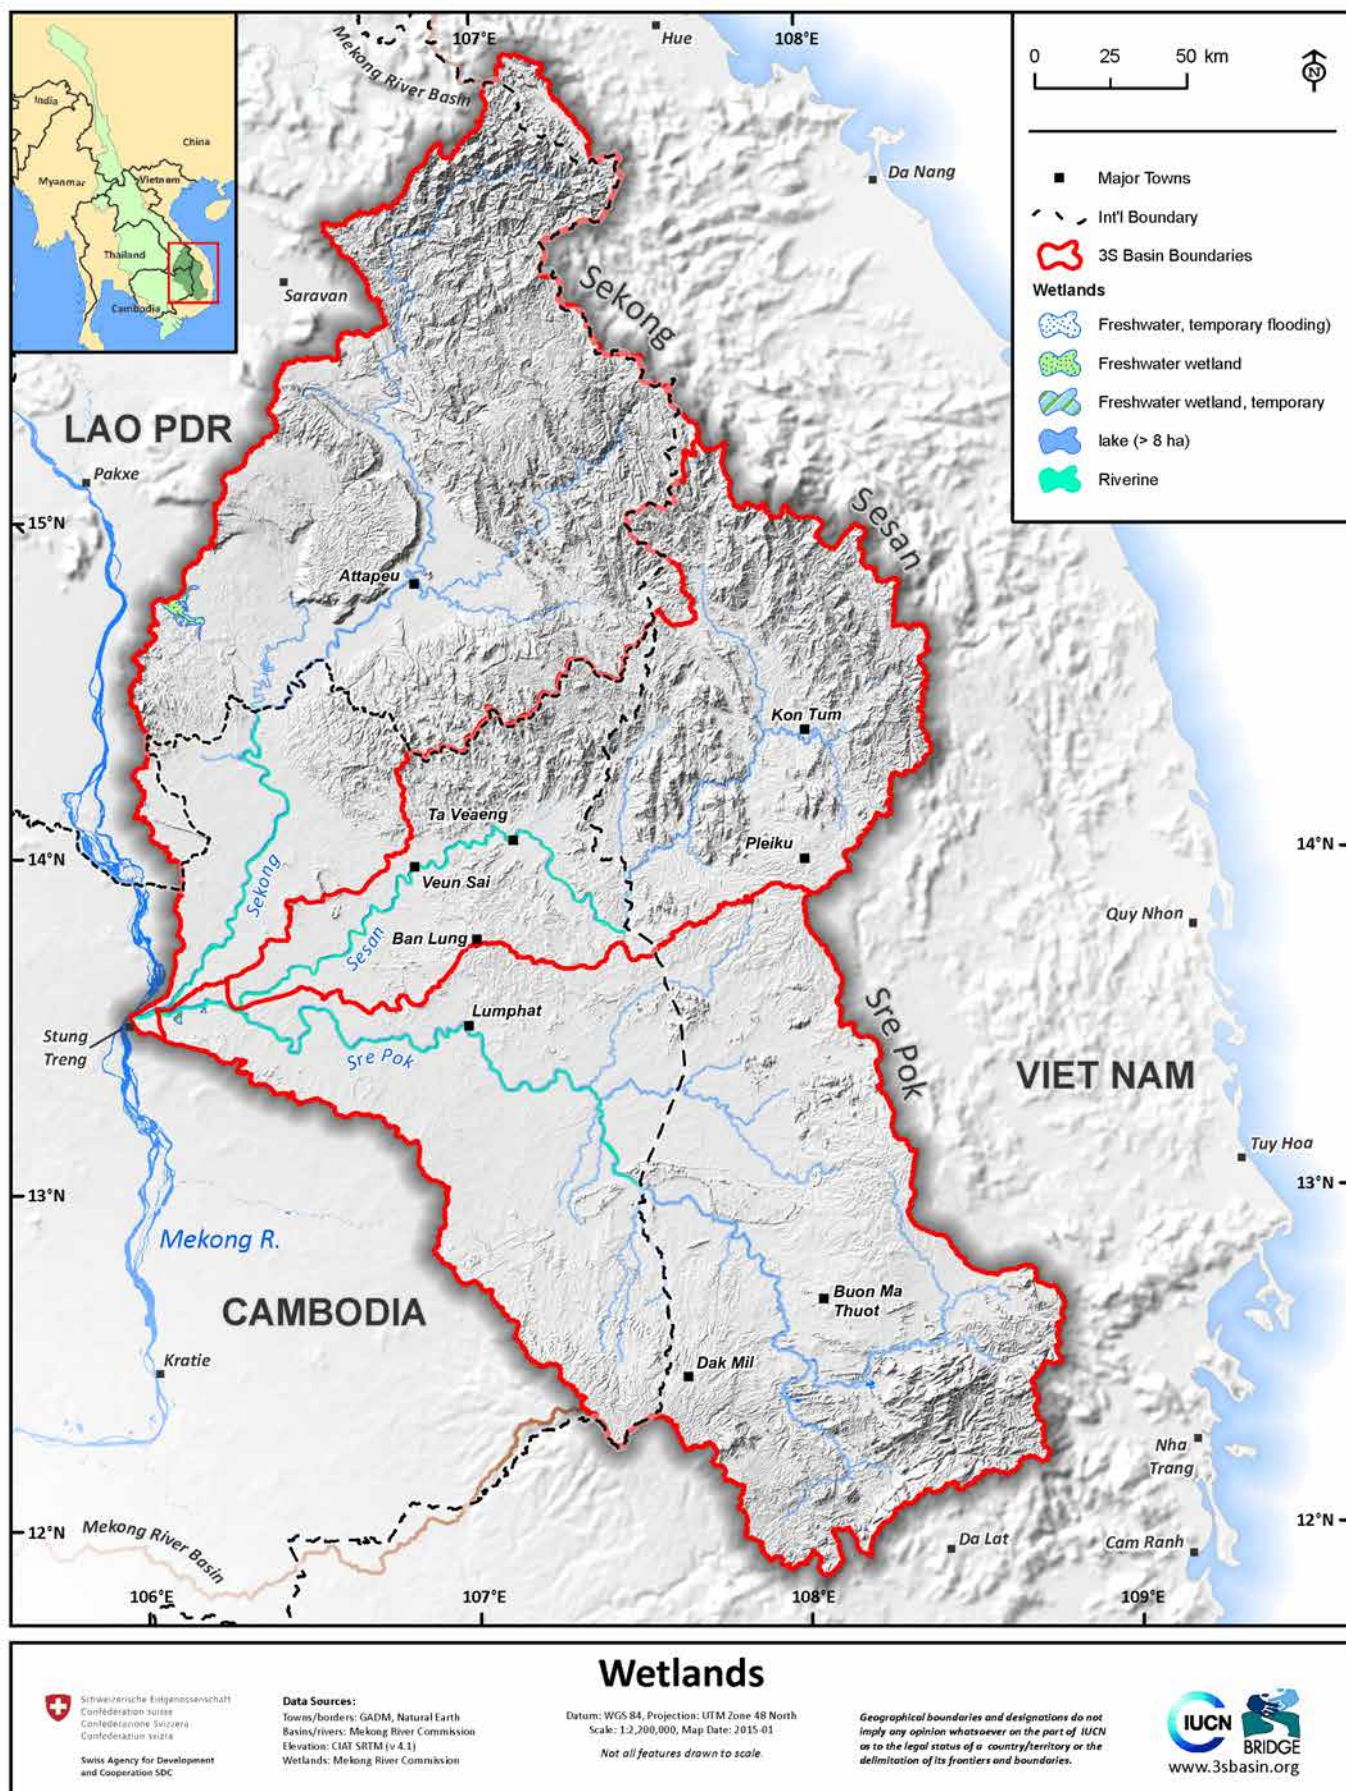 India
China
Myanmar
Vietnam
Thailand
Cambodia
107°E
108°E
Hue
Mekong River Basin
Da Nang
Saravan
Sekong
LAO PDR
Pakxe
15°N
Sesan
Attapeu
Kon Tum
Ta Veaeng
Pleiku
14°N
14°N
Veun Sai
Sekong
Quy Nhon
Ban Lung
Sesan
Lumphat
Sre Pok
Stung
Treng
Sre Pok
VIET NAM
Tuy Hoa
13°N
13°N
Mekong R.
CAMBODIA
Buon Ma
Thuot
Kratie
Dak Mil
Nha
Trang
12°N
12°N
Mekong River Basin
Da Lat
Cam Ranh
106°E
107°E
108°E
109°E
0 25 50 km
N
Major Towns
Int'l Boundary
3S Basin Boundaries
Wetlands
Freshwater, temporary flooding)
Freshwater wetland
Freshwater wetland, temporary
lake (> 8 ha)
Riverine
Wetlands
Schweizerische Eidgenossenschaft
Confédération suisse
Confederazione Svizzera
Confederaziun svizra
Swiss Agency for Development
and Cooperation SDC
Data Sources:
Towns/borders: GADM, Natural Earth
Basins/rivers: Mekong River Commission
Elevation: CIAT SRTM (v 4.1)
Wetlands: Mekong River Commission
Datum: WGS 84, Projection: UTM Zone 48 North
Scale: 1:2,200,000, Map Date: 2015-01
Not all features drawn to scale.
Geographical boundaries and designations do not
imply any opinion whatsoever on the part of IUCN
as to the legal status of a country/territory or the
delimitation of its frontiers and boundaries.
IUCN
BRIDGE
www.3sbasin.org